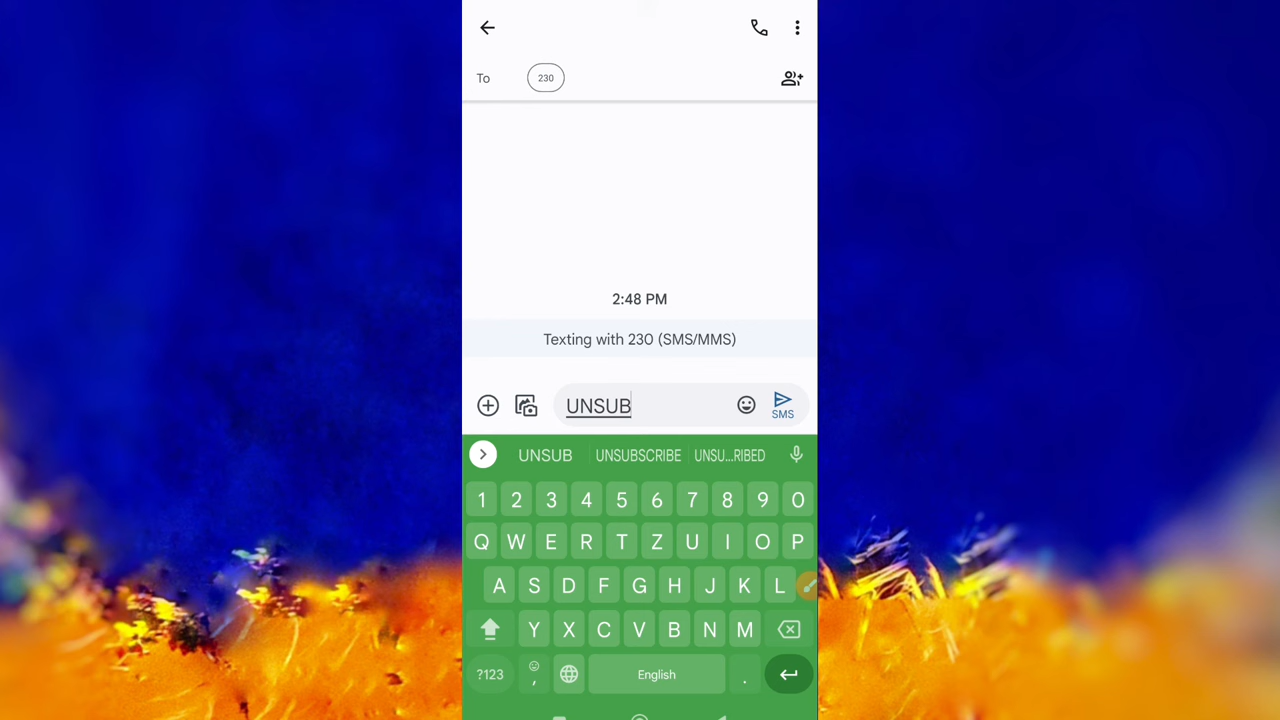 To 230
2:48 PM
Texting with 230 (SMS/MMS)
UNSUB
SMS
UNSUB UNSUBSCRIBE UNSU...RIBED
1 2 3 4 5 6 7 8 9 0
Q W E R T Z U I O P
A S D F G H J K L
Y X C V B N M
?123 , English .